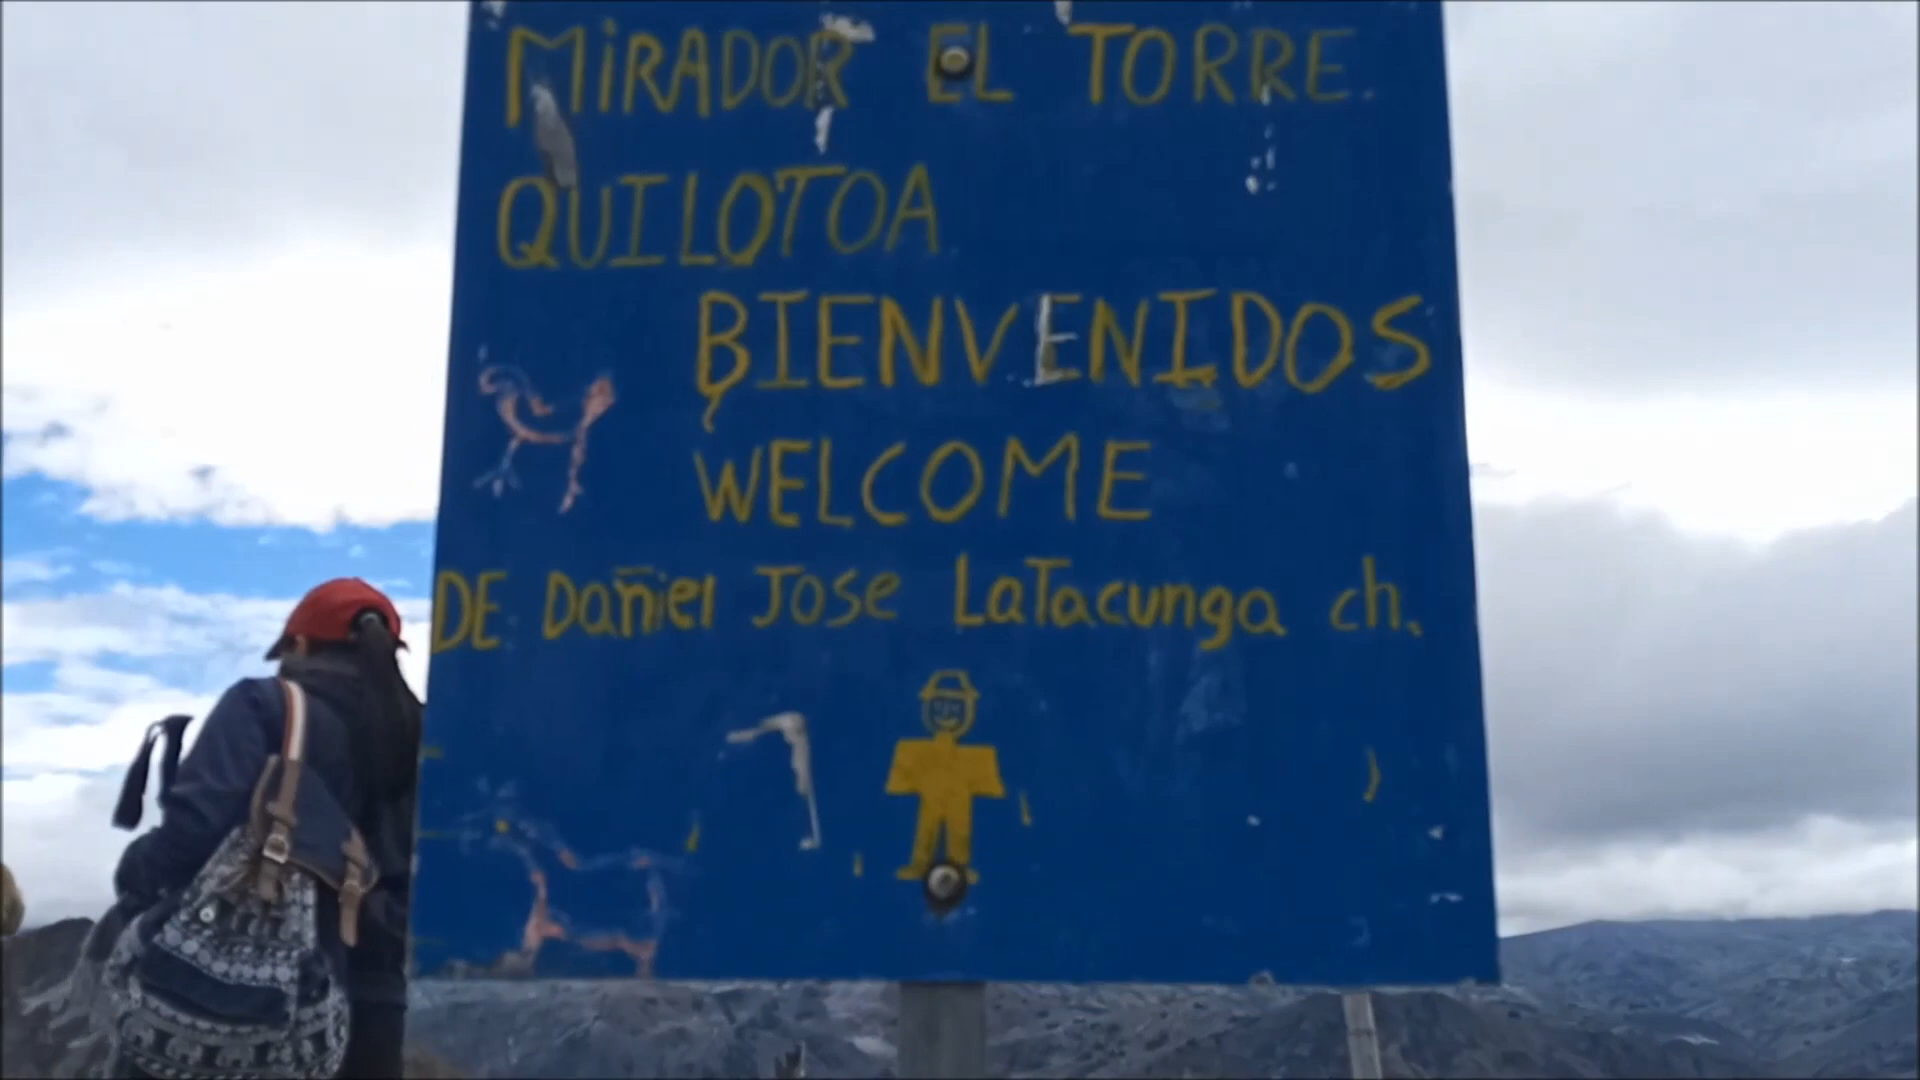 MiRADOR EL TORRE.
QUILOTOA
BIENVENIDOS
WELCOME
DE Dañiel Jose LaTacunga ch.